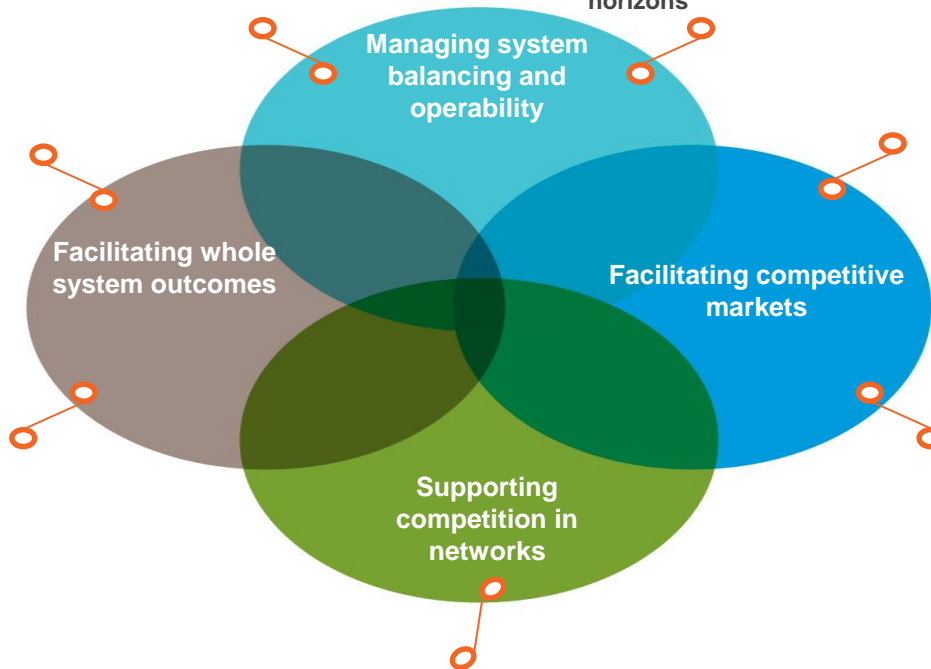 horizons
Managing system
balancing and
operability
Facilitating whole
system outcomes
Facilitating competitive
markets
Supporting
competition in
networks